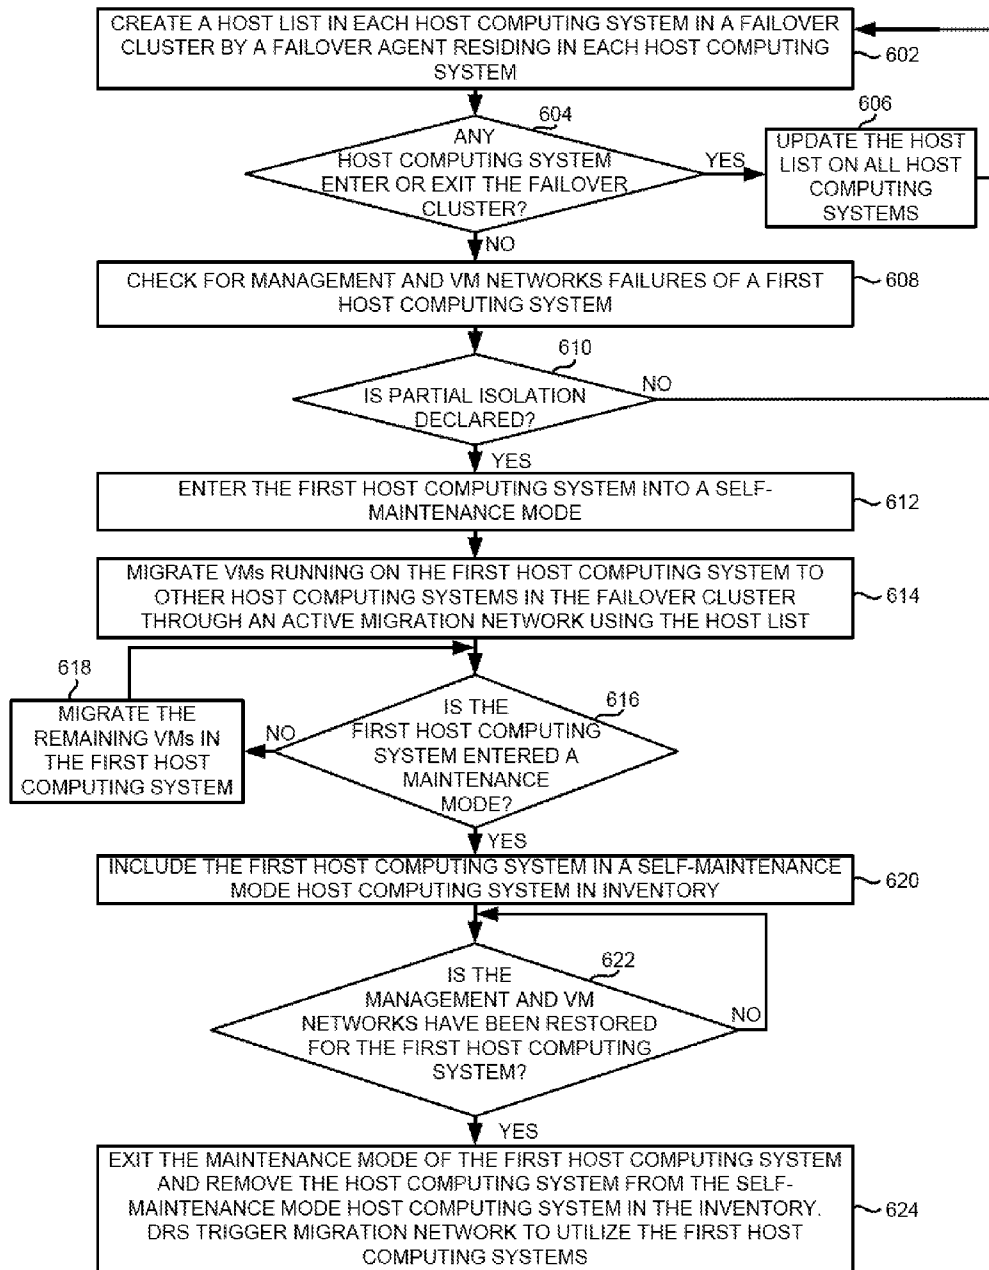 CREATE A HOST LIST IN EACH HOST COMPUTING SYSTEM IN A FAILOVER
CLUSTER BY A FAILOVER AGENT RESIDING IN EACH HOST COMPUTING
SYSTEM
602
604
ANY
HOST COMPUTING SYSTEM
ENTER OR EXIT THE FAILOVER
CLUSTER?
YES
606
UPDATE THE HOST
LIST ON ALL HOST
COMPUTING
SYSTEMS
NO
CHECK FOR MANAGEMENT AND VM NETWORKS FAILURES OF A FIRST
HOST COMPUTING SYSTEM
608
610
IS PARTIAL ISOLATION
DECLARED?
NO
YES
ENTER THE FIRST HOST COMPUTING SYSTEM INTO A SELF-
MAINTENANCE MODE
612
MIGRATE VMs RUNNING ON THE FIRST HOST COMPUTING SYSTEM TO
OTHER HOST COMPUTING SYSTEMS IN THE FAILOVER CLUSTER
THROUGH AN ACTIVE MIGRATION NETWORK USING THE HOST LIST
614
618
MIGRATE THE
REMAINING VMs IN
THE FIRST HOST
COMPUTING SYSTEM
NO
616
IS THE
FIRST HOST COMPUTING
SYSTEM ENTERED A
MAINTENANCE
MODE?
YES
INCLUDE THE FIRST HOST COMPUTING SYSTEM IN A SELF-MAINTENANCE
MODE HOST COMPUTING SYSTEM IN INVENTORY
620
622
IS THE
MANAGEMENT AND VM
NETWORKS HAVE BEEN RESTORED
FOR THE FIRST HOST COMPUTING
SYSTEM?
NO
YES
EXIT THE MAINTENANCE MODE OF THE FIRST HOST COMPUTING SYSTEM
AND REMOVE THE HOST COMPUTING SYSTEM FROM THE SELF-
MAINTENANCE MODE HOST COMPUTING SYSTEM IN THE INVENTORY.
DRS TRIGGER MIGRATION NETWORK TO UTILIZE THE FIRST HOST
COMPUTING SYSTEMS
624